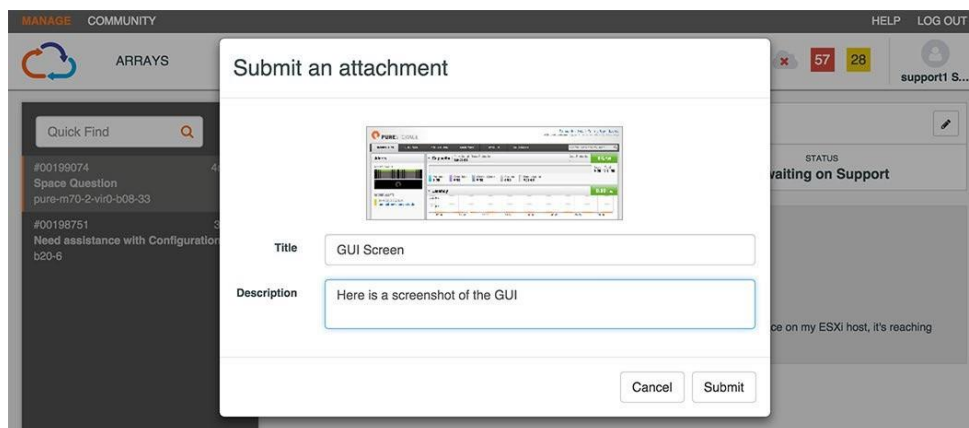 MANAGE COMMUNITY HELP LOG OUT
ARRAYS
57 28
support1 S...
Submit an attachment
Quick Find
#00199074
Space Question
pure-m70-2-vir0-b08-33
#00198751
Need assistance with Configuration
b20-6
STATUS
vaiting on Support
Title GUI Screen
Description Here is a screenshot of the GUI
ce on my ESXi host, it's reaching
Cancel Submit